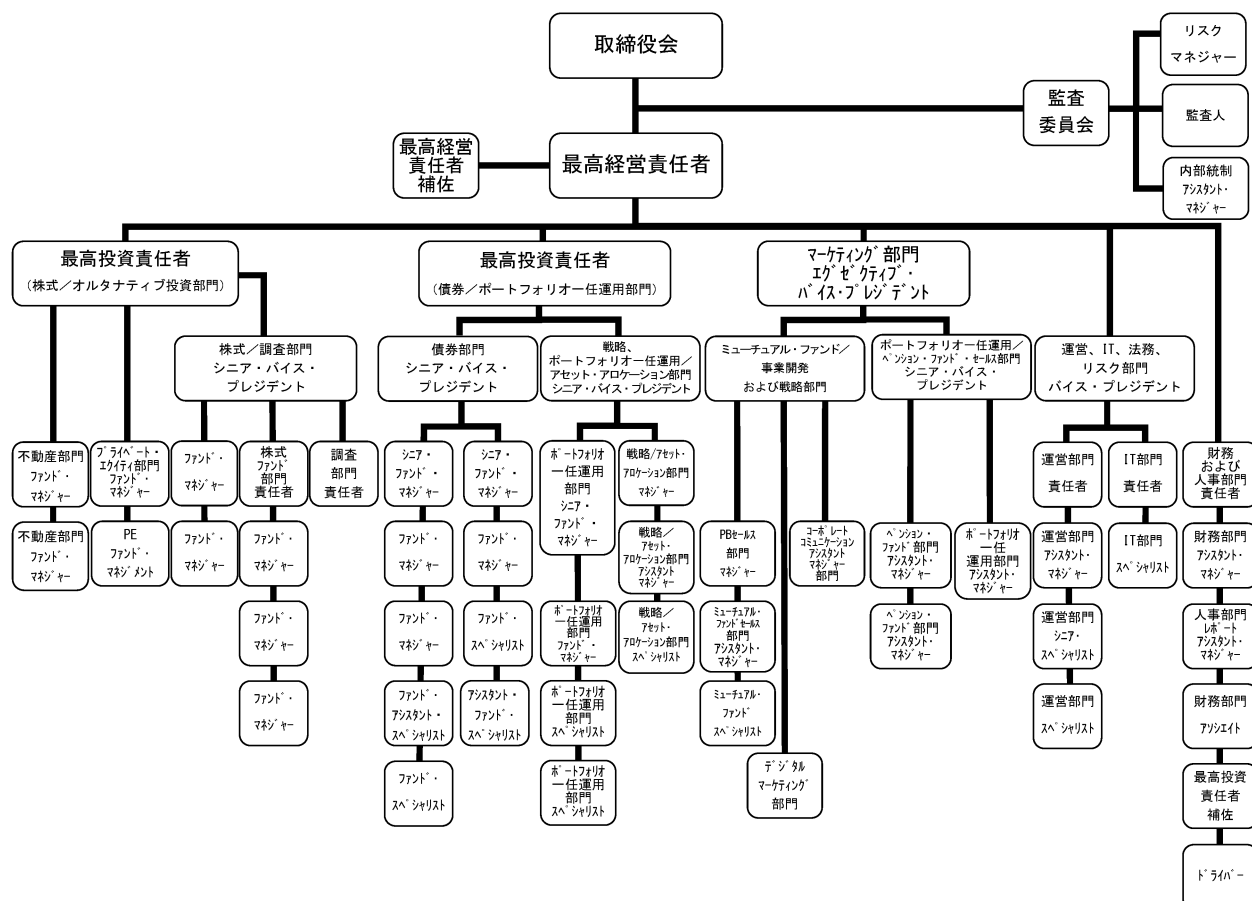 取締役会
リスク
マネジャー
監査
委員会
監査人
内部統制
ｱｼｽﾀﾝﾄ･
ﾏﾈｼﾞｬｰ
最高経営
責任者
補佐
最高経営責任者
最高投資責任者
(株式／オルタナティブ投資部門)
最高投資責任者
(債券／ポートフォリオ一任運用部門)
ﾏｰｹﾃｨﾝｸﾞ部門
ｴｸﾞｾﾞｸﾃｨﾌﾞ･
ﾊﾞｲｽ･ﾌﾟﾚｼﾞﾃﾞﾝﾄ
株式／調査部門
シニア・バイス・
プレジデント
債券部門
シニア・バイス・
プレジデント
戦略、
ポートフォリオ一任運用／
アセット・アロケーション部門
シニア・バイス・プレジデント
ミューチュアル・ファンド／
事業開発
および戦略部門
ポートフォリオ一任運用／
ﾍﾟﾝｼｮﾝ･ﾌｧﾝﾄﾞ･ｾｰﾙｽ部門
シニア・バイス・
プレジデント
運営、IT、法務、
リスク部門
バイス・プレジデント
不動産部門
ﾌｧﾝﾄﾞ･
ﾏﾈｼﾞｬｰ
ﾌﾟﾗｲﾍﾞｰﾄ･
ｴｸｲﾃｨ部門
ﾌｧﾝﾄﾞ･
ﾏﾈｼﾞｬｰ
ﾌｧﾝﾄﾞ･
ﾏﾈｼﾞｬｰ
株式
ﾌｧﾝﾄﾞ
部門
責任者
調査
部門
責任者
ｼﾆｱ･
ﾌｧﾝﾄﾞ･
ﾏﾈｼﾞｬｰ
ｼﾆｱ･
ﾌｧﾝﾄﾞ･
ﾏﾈｼﾞｬｰ
ﾎﾟｰﾄﾌｫﾘｵ
一任運用
部門
ｼﾆｱ･
ﾌｧﾝﾄﾞ･
ﾏﾈｼﾞｬｰ
戦略/ｱｾｯﾄ･
ｱﾛｹｰｼｮﾝ部門
ﾏﾈｼﾞｬｰ
運営部門
責任者
IT部門
責任者
財務
および
人事部門
責任者
不動産部門
ﾌｧﾝﾄﾞ･
ﾏﾈｼﾞｬｰ
PE
ﾌｧﾝﾄﾞ･
ﾏﾈｼﾞﾒﾝﾄ
ﾌｧﾝﾄﾞ･
ﾏﾈｼﾞｬｰ
ﾌｧﾝﾄﾞ･
ﾏﾈｼﾞｬｰ
ﾌｧﾝﾄﾞ･
ﾏﾈｼﾞｬｰ
ﾌｧﾝﾄﾞ･
ﾏﾈｼﾞｬｰ
戦略／
ｱｾｯﾄ･
ｱﾛｹｰｼｮﾝ部門
ｱｼｽﾀﾝﾄ
ﾏﾈｼﾞｬｰ
PBｾｰﾙｽ
部門
ﾏﾈｼﾞｬｰ
ｺｰﾎﾟﾚｰﾄ
ｺﾐｭﾆｹｰｼｮﾝ
ｱｼｽﾀﾝﾄ
ﾏﾈｼﾞｬｰ
部門
ﾍﾟﾝｼｮﾝ･
ﾌｧﾝﾄﾞ部門
ｱｼｽﾀﾝﾄ･
ﾏﾈｼﾞｬｰ
ﾎﾟｰﾄﾌｫﾘｵ
一任
運用部門
ｱｼｽﾀﾝﾄ･
ﾏﾈｼﾞｬｰ
運営部門
ｱｼｽﾀﾝﾄ･
ﾏﾈｼﾞｬｰ
IT部門
ｽﾍﾟｼｬﾘｽﾄ
財務部門
ｱｼｽﾀﾝﾄ･
ﾏﾈｼﾞｬｰ
ﾌｧﾝﾄﾞ･
ﾏﾈｼﾞｬｰ
ﾌｧﾝﾄﾞ･
ﾏﾈｼﾞｬｰ
ﾌｧﾝﾄﾞ･
ｽﾍﾟｼｬﾘｽﾄ
ﾎﾟｰﾄﾌｫﾘｵ
一任運用
部門
ﾌｧﾝﾄﾞ･
ﾏﾈｼﾞｬｰ
戦略／
ｱｾｯﾄ･
ｱﾛｹｰｼｮﾝ部門
ｽﾍﾟｼｬﾘｽﾄ
ﾐｭｰﾁｭｱﾙ･
ﾌｧﾝﾄﾞｾｰﾙｽ
部門
ｱｼｽﾀﾝﾄ･
ﾏﾈｼﾞｬｰ
ﾍﾟﾝｼｮﾝ･
ﾌｧﾝﾄﾞ部門
ｱｼｽﾀﾝﾄ･
ﾏﾈｼﾞｬｰ
運営部門
ｼﾆｱ･
ｽﾍﾟｼｬﾘｽﾄ
人事部門
ﾚﾎﾟｰﾄ
ｱｼｽﾀﾝﾄ･
ﾏﾈｼﾞｬｰ
ﾌｧﾝﾄﾞ･
ﾏﾈｼﾞｬｰ
ﾌｧﾝﾄﾞ･
ｱｼｽﾀﾝﾄ･
ｽﾍﾟｼｬﾘｽﾄ
ｱｼｽﾀﾝﾄ･
ﾌｧﾝﾄﾞ･
ｽﾍﾟｼｬﾘｽﾄ
ﾎﾟｰﾄﾌｫﾘｵ
一任運用
部門
ｽﾍﾟｼｬﾘｽﾄ
ﾐｭｰﾁｭｱﾙ･
ﾌｧﾝﾄﾞ
ｽﾍﾟｼｬﾘｽﾄ
運営部門
ｽﾍﾟｼｬﾘｽﾄ
財務部門
ｱｿｼｴｲﾄ
ﾌｧﾝﾄﾞ･
ｽﾍﾟｼｬﾘｽﾄ
ﾎﾟｰﾄﾌｫﾘｵ
一任運用
部門
ｽﾍﾟｼｬﾘｽﾄ
ﾃﾞｼﾞﾀﾙ
ﾏｰｹﾃｨﾝｸﾞ
部門
最高投資
責任者
補佐
ﾄﾞﾗｲﾊﾞｰ